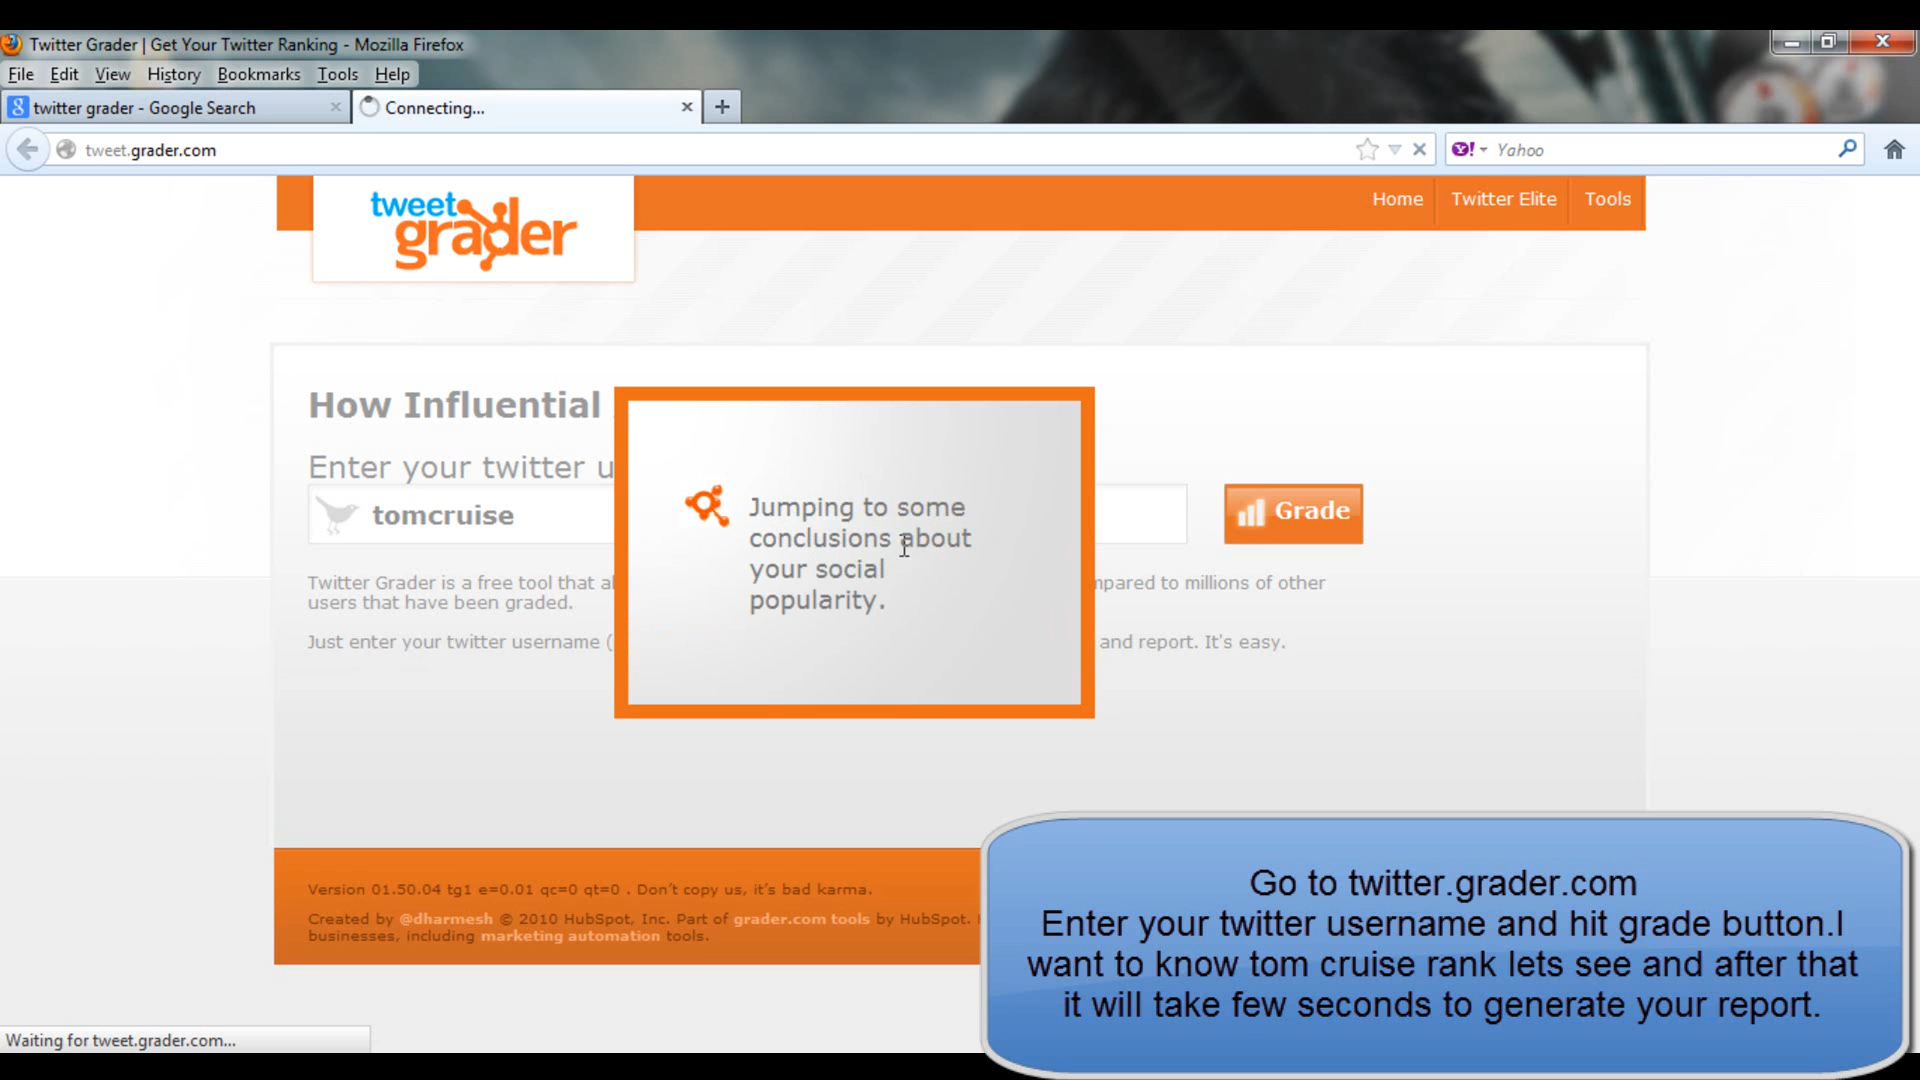 Twitter Grader | Get Your Twitter Ranking - Mozilla Firefox
File Edit View History Bookmarks Tools Help
twitter grader - Google Search
Connecting...
tweet.grader.com
Yahoo
tweet
grader
Home
Twitter Elite
Tools
How Influential
Enter your twitter u
tomcruise
Grade
Jumping to some
conclusions about
your social
popularity.
Twitter Grader is a free tool that al
mpared to millions of other
users that have been graded.
Just enter your twitter username (
and report. It's easy.
Version 01.50.04 tg1 e=0.01 qc=0 qt=0 . Don't copy us, it's bad karma.
Created by @dharmesh © 2010 HubSpot, Inc. Part of grader.com tools by HubSpot.
businesses, including marketing automation tools.
Go to twitter.grader.com
Enter your twitter username and hit grade button.I
want to know tom cruise rank lets see and after that
it will take few seconds to generate your report.
Waiting for tweet.grader.com...